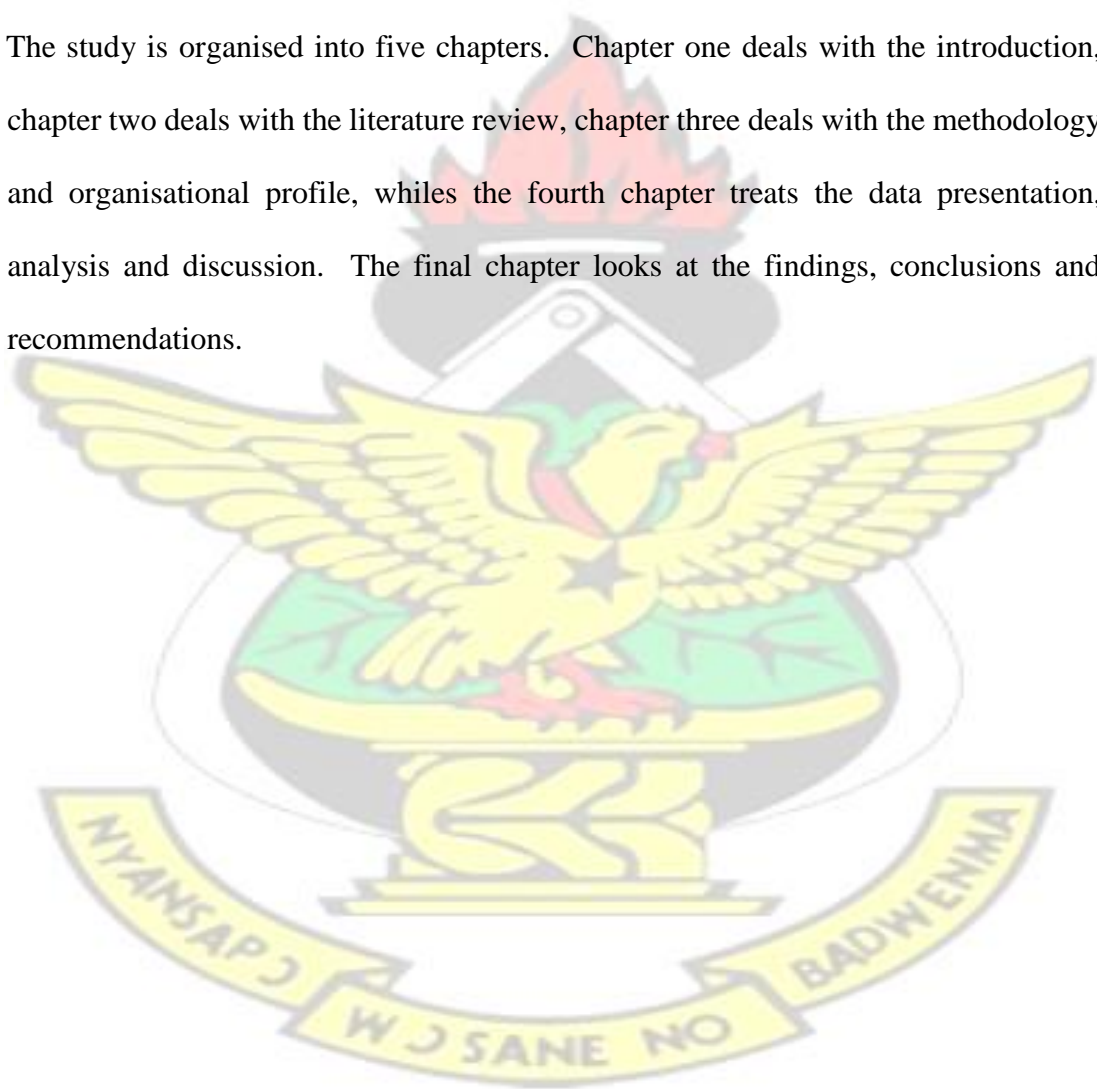 The study is organised into five chapters. Chapter one deals with the introduction,
chapter two deals with the literature review, chapter three deals with the methodology
and organisational profile, whiles the fourth chapter treats the data presentation,
analysis and discussion. The final chapter looks at the findings, conclusions and
recommendations.
NYANSAPƆ
WƆSANE NO
BADWENMA